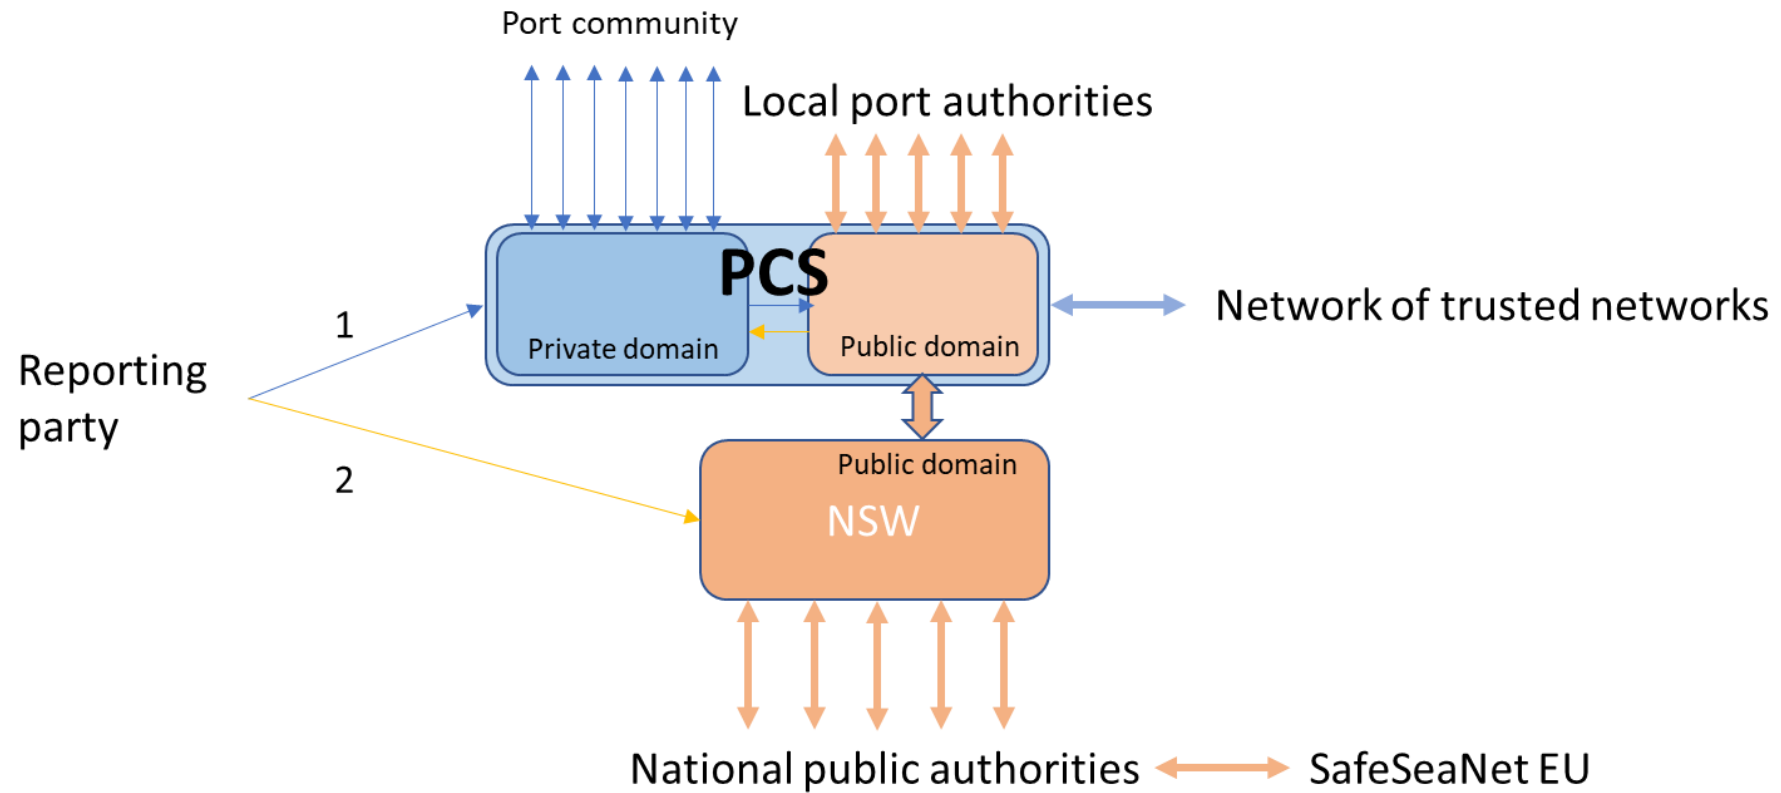 Port community
Local port authorities
PCS
Private domain
Public domain
Network of trusted networks
1
Reporting
party
2
Public domain
NSW
National public authorities
SafeSeaNet EU